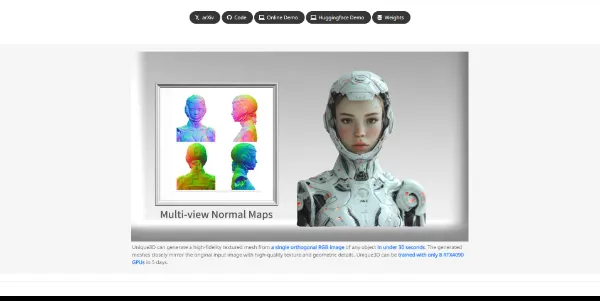 arXiv Code Online Demo Huggingface Demo Weights
Multi-view Normal Maps
Unique3D can generate a high-fidelity textured mesh from a single orthogonal RGB image of any object in under 30 seconds. The generated
meshes closely mirror the original input image with high-quality texture and geometric details. Unique3D can be trained with only 8 RTX4090
GPUs in 5 days.